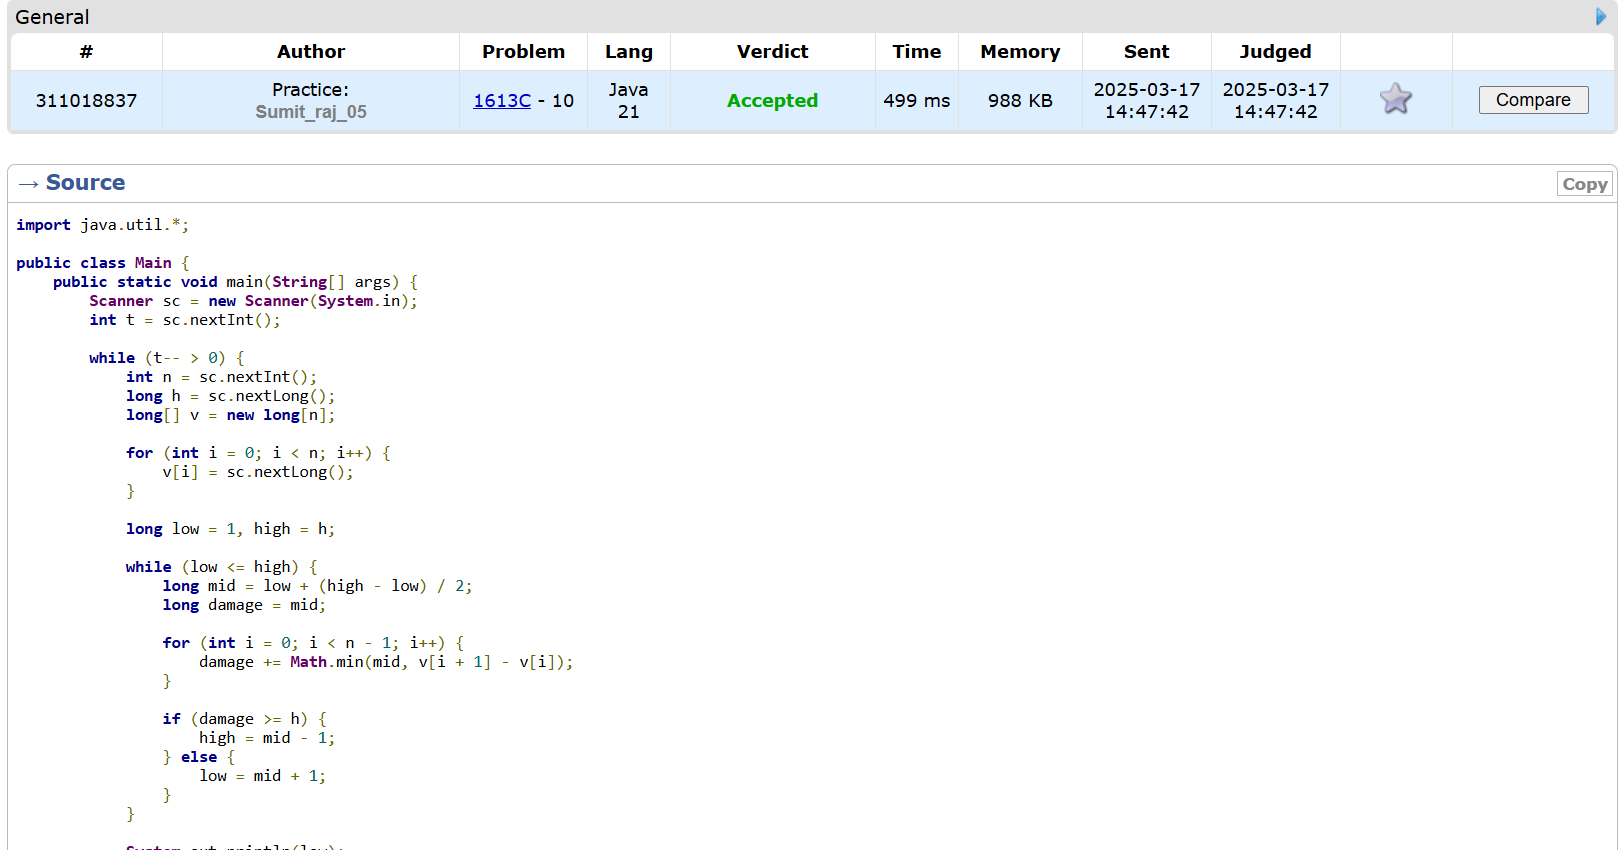 General
# Author Problem Lang Verdict Time Memory Sent Judged
311018837 Practice: Sumit_raj_05 1613C - 10 Java 21 Accepted 499 ms 988 KB 2025-03-17 14:47:42 2025-03-17 14:47:42 Compare
→ Source Copy
import java.util.*;

public class Main {
    public static void main(String[] args) {
        Scanner sc = new Scanner(System.in);
        int t = sc.nextInt();

        while (t-- > 0) {
            int n = sc.nextInt();
            long h = sc.nextLong();
            long[] v = new long[n];

            for (int i = 0; i < n; i++) {
                v[i] = sc.nextLong();
            }

            long low = 1, high = h;

            while (low <= high) {
                long mid = low + (high - low) / 2;
                long damage = mid;

                for (int i = 0; i < n - 1; i++) {
                    damage += Math.min(mid, v[i + 1] - v[i]);
                }

                if (damage >= h) {
                    high = mid - 1;
                } else {
                    low = mid + 1;
                }
            }

            System.out.println(low);